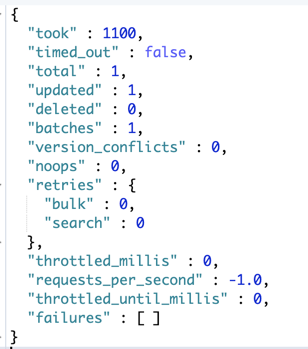 {
  "took" : 1100,
  "timed_out" : false,
  "total" : 1,
  "updated" : 1,
  "deleted" : 0,
  "batches" : 1,
  "version_conflicts" : 0,
  "noops" : 0,
  "retries" : {
    "bulk" : 0,
    "search" : 0
  },
  "throttled_millis" : 0,
  "requests_per_second" : -1.0,
  "throttled_until_millis" : 0,
  "failures" : [ ]
}